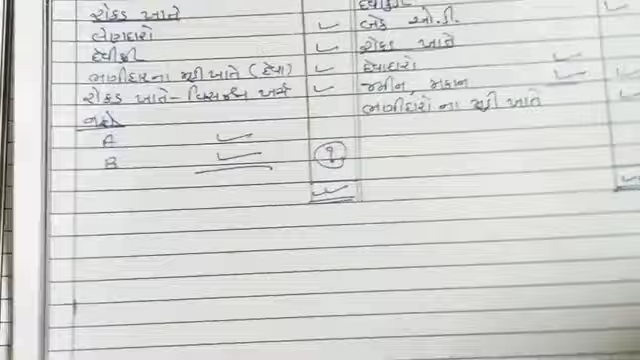 રોકડ ખાતે
લેણદારો
દેવીહૂંડી
ભાગીદારના મૂડી ખાતે (દેવા)
રોકડ ખાતે - વિસર્જન ખર્ચ
નફો
A
B
બેંક ઓ.ડી.
રોકડ ખાતે
દેવાદારો
જમીન, મકાન
ભાગીદારો ના મૂડી ખાતે